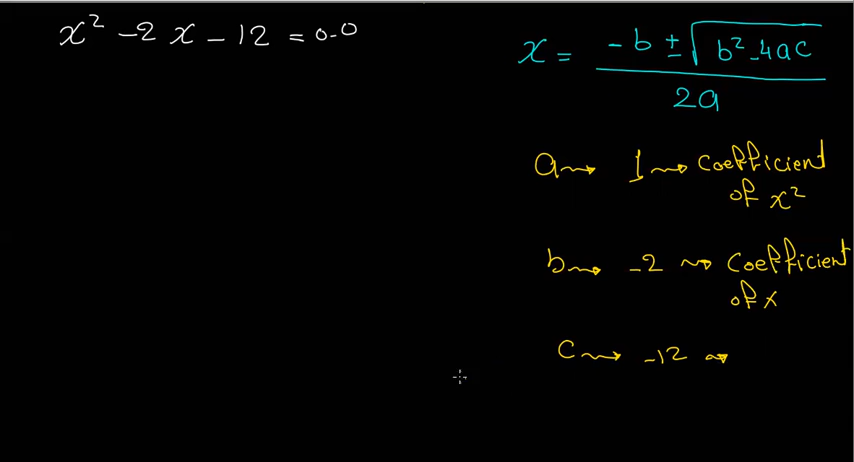 x² - 2x - 12 = 0.0
x = (-b ± √(b² - 4ac)) / 2a
a → 1 → coefficient
of x²
b → -2 → coefficient
of x
c → -12 →